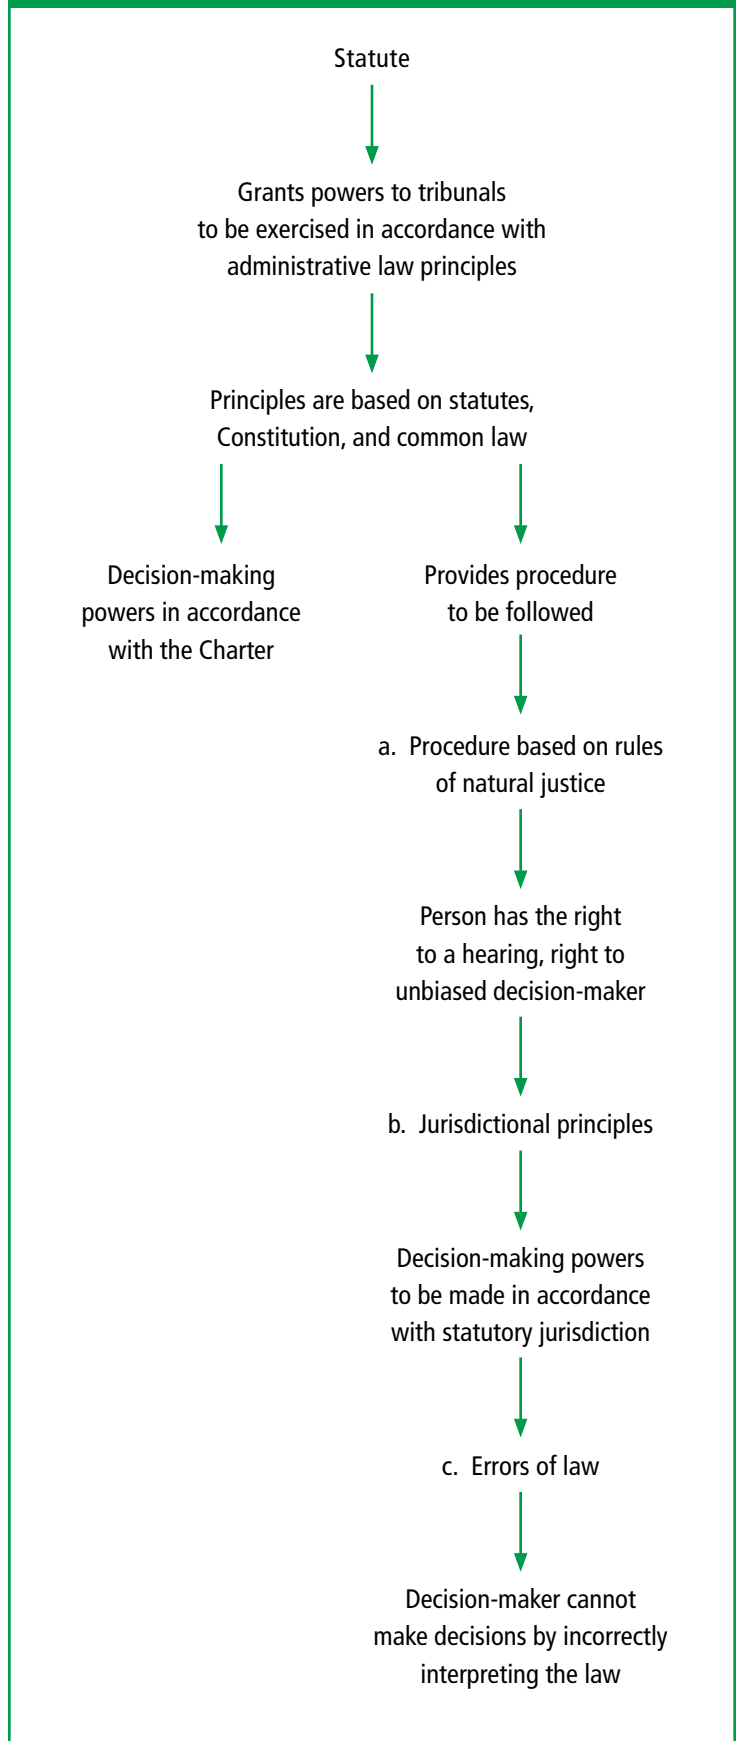 Statute
Grants powers to tribunals
to be exercised in accordance with
administrative law principles
Principles are based on statutes,
Constitution, and common law
Decision-making
powers in accordance
with the Charter
Provides procedure
to be followed
a. Procedure based on rules
of natural justice
Person has the right
to a hearing, right to
unbiased decision-maker
b. Jurisdictional principles
Decision-making powers
to be made in accordance
with statutory jurisdiction
c. Errors of law
Decision-maker cannot
make decisions by incorrectly
interpreting the law